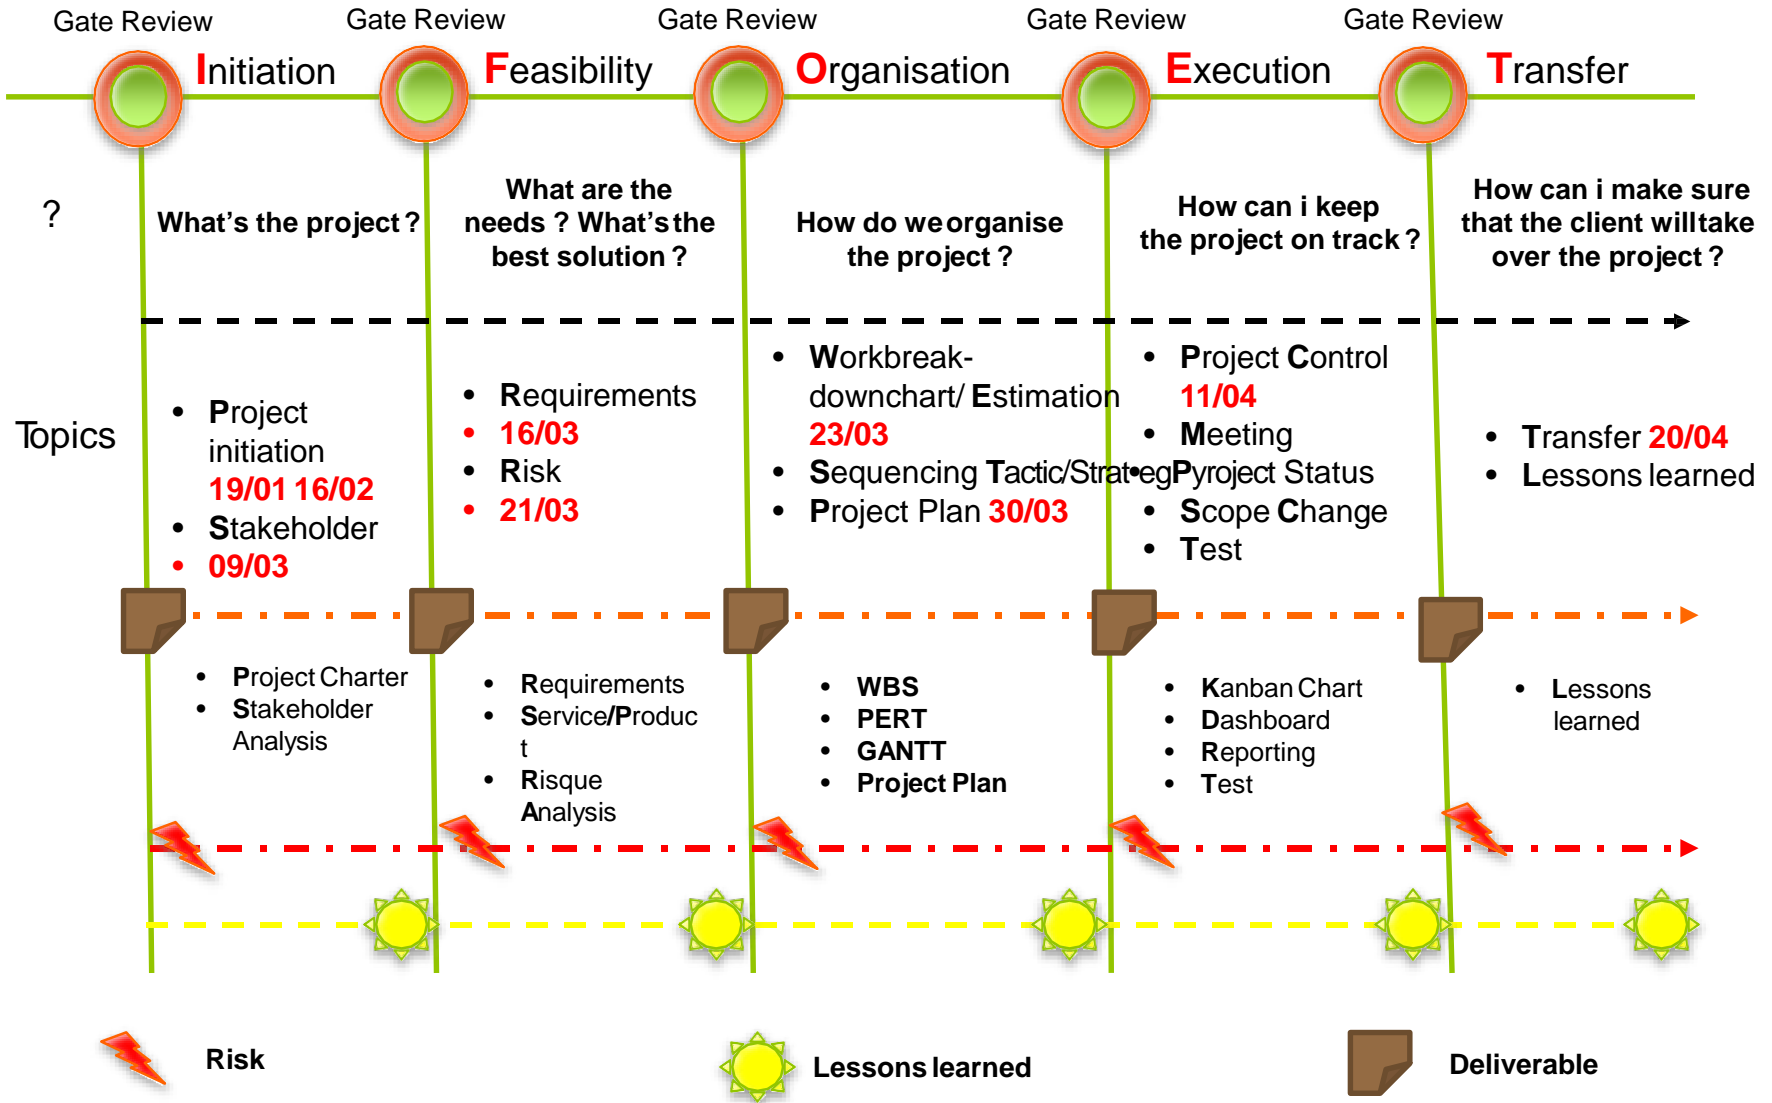 Gate Review
Gate Review
Gate Review
Gate Review
Gate Review
Initiation
Feasibility
Organisation
Execution
Transfer
?
What's the project ?
What are the
needs ? What's the
best solution ?
How do we organise
the project ?
How can i keep
the project on track ?
How can i make sure
that the client will take
over the project ?
Topics
• Project
initiation
19/01 16/02
• Stakeholder
• 09/03
• Requirements
• 16/03
• Risk
• 21/03
• Workbreak-
downchart/ Estimation
23/03
• Sequencing Tactic/Strategy
• Project Plan 30/03
• Project Control
11/04
• Meeting
• Project Status
• Scope Change
• Test
• Transfer 20/04
• Lessons learned
• Project Charter
• Stakeholder
Analysis
• Requirements
• Service/Produc
t
• Risque
Analysis
• WBS
• PERT
• GANTT
• Project Plan
• Kanban Chart
• Dashboard
• Reporting
• Test
• Lessons
learned
Risk
Lessons learned
Deliverable